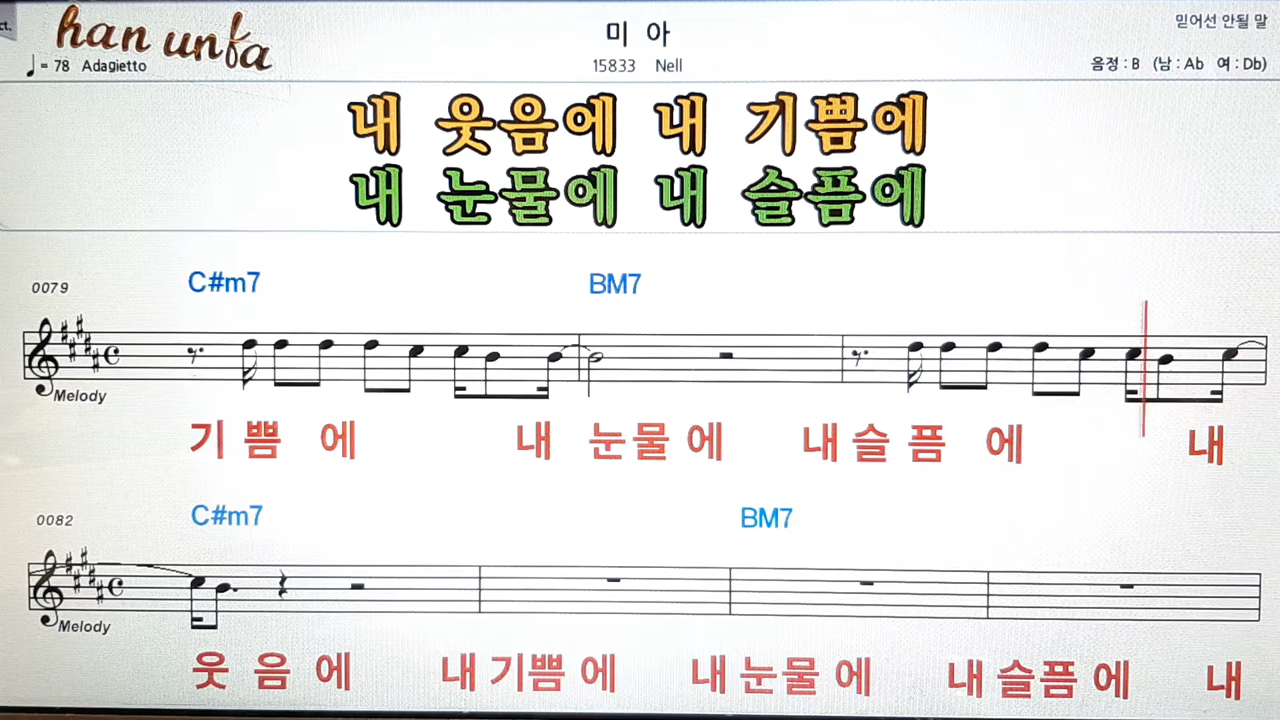 ct.
han unfa
미 아
믿어선 안될 말
♩= 78 Adagietto
15833 Nell
음정 : B (남 : Ab 여 : Db)
내 웃음에 내 기쁨에
내 눈물에 내 슬픔에
0079
C#m7 BM7
Melody
기 쁨 에 내 눈물 에 내 슬 픔 에 내
0082
C#m7 BM7
Melody
웃 음 에 내 기쁨 에 내 눈물 에 내 슬픔 에 내